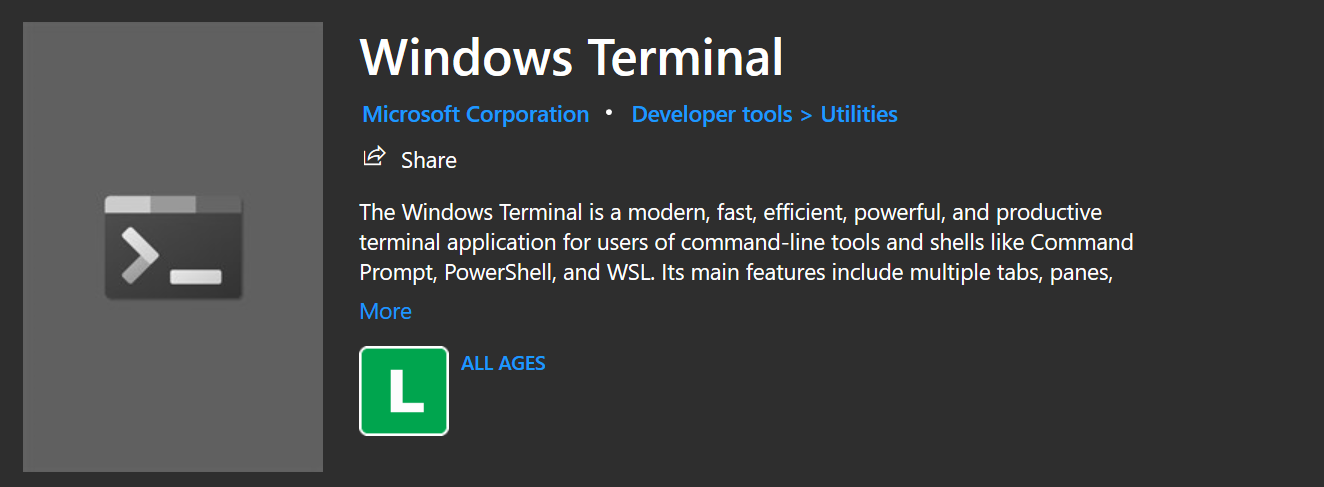 Windows Terminal
Microsoft Corporation • Developer tools > Utilities
Share
The Windows Terminal is a modern, fast, efficient, powerful, and productive
terminal application for users of command-line tools and shells like Command
Prompt, PowerShell, and WSL. Its main features include multiple tabs, panes,
More
L ALL AGES